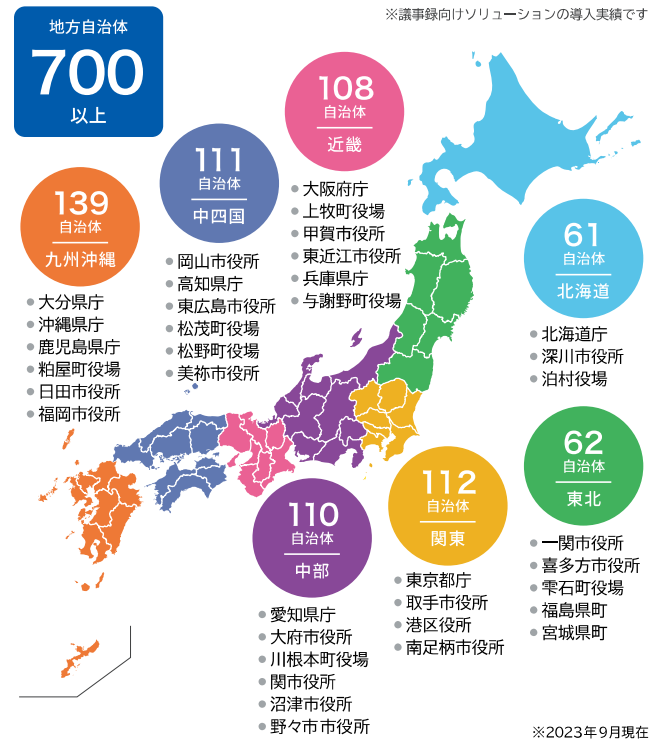 ※議事録向けソリューションの導入実績です
地方自治体
700
以上
108
自治体
近畿
大阪府庁
上牧町役場
甲賀市役所
東近江市役所
兵庫県庁
与謝野町役場
111
自治体
中四国
岡山市役所
高知県庁
東広島市役所
松茂町役場
松野町役場
美祢市役所
139
自治体
九州沖縄
大分県庁
沖縄県庁
鹿児島県庁
粕屋町役場
日田市役所
福岡市役所
61
自治体
北海道
北海道庁
深川市役所
泊村役場
62
自治体
東北
一関市役所
喜多方市役所
雫石町役場
福島県町
宮城県町
112
自治体
関東
東京都庁
取手市役所
港区役所
南足柄市役所
110
自治体
中部
愛知県庁
大府市役所
川根本町役場
関市役所
沼津市役所
野々市市役所
※2023年9月現在